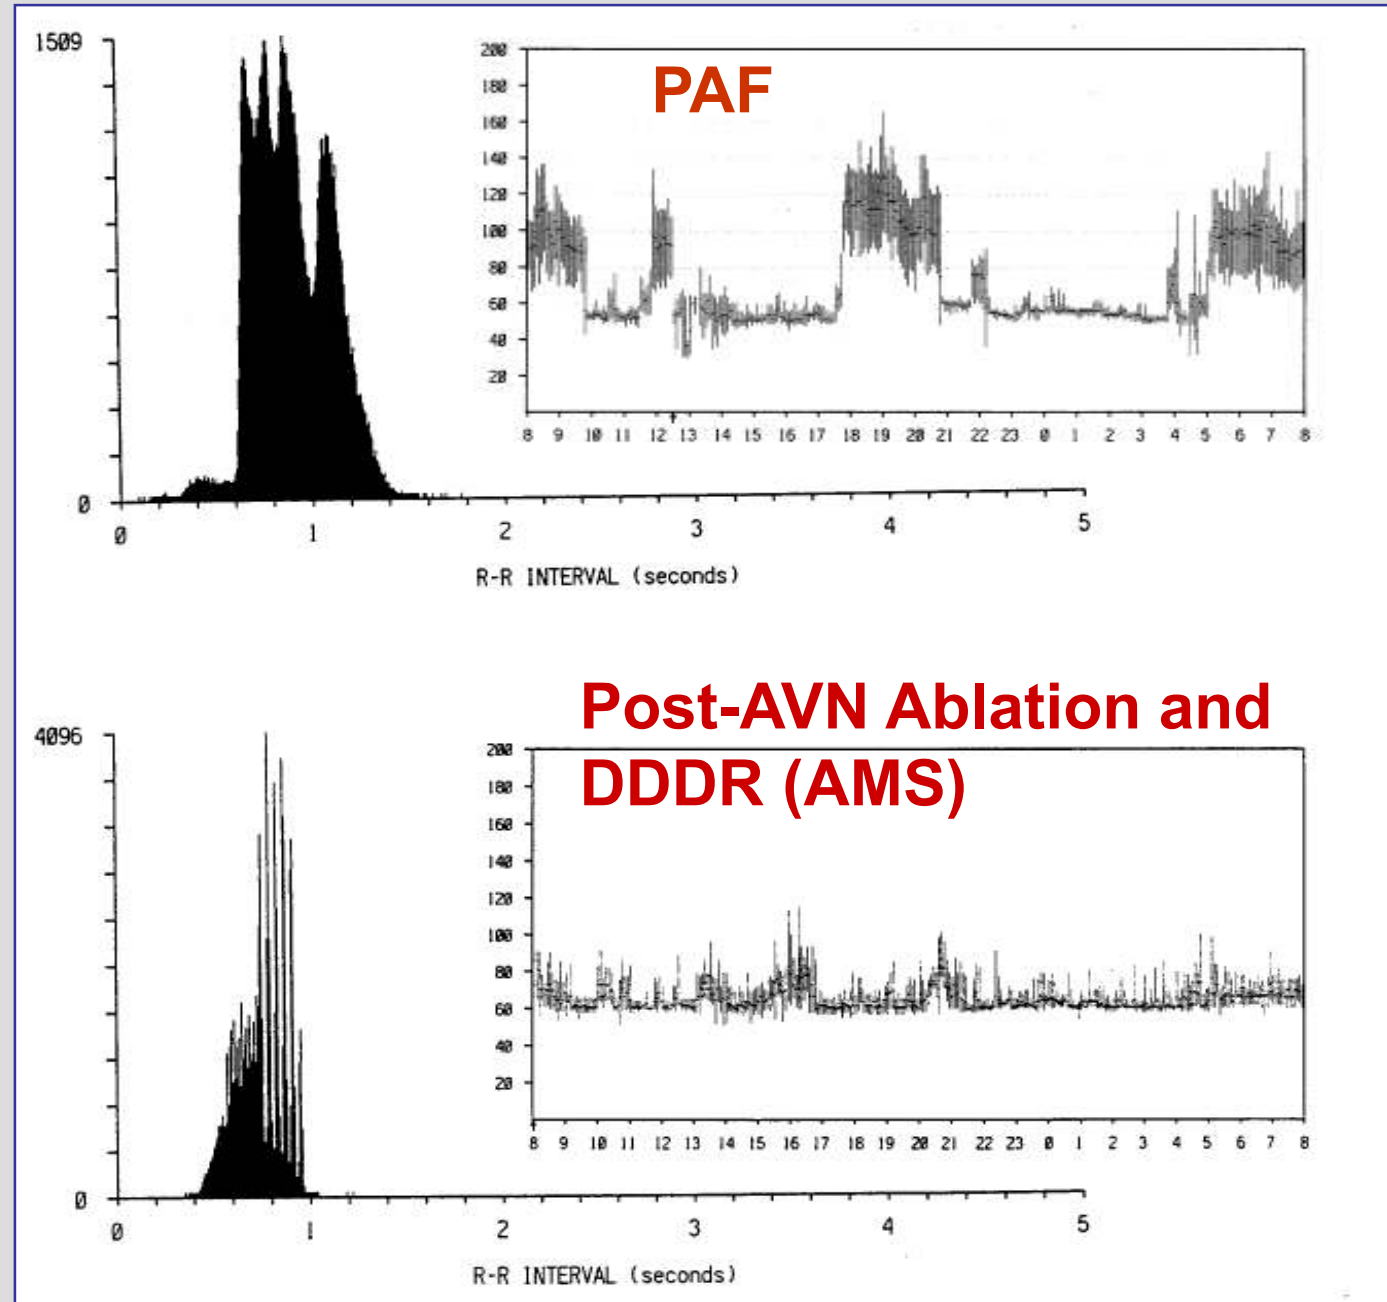 1509
0
0 1 2 3 4 5
R-R INTERVAL (seconds)
PAF
200
180
160
140
120
100
80
60
40
20
8 9 10 11 12 13 14 15 16 17 18 19 20 21 22 23 0 1 2 3 4 5 6 7 8
Post-AVN Ablation and
DDDR (AMS)
4096
0
0 1 2 3 4 5
R-R INTERVAL (seconds)
200
180
160
140
120
100
80
60
40
20
8 9 10 11 12 13 14 15 16 17 18 19 20 21 22 23 0 1 2 3 4 5 6 7 8